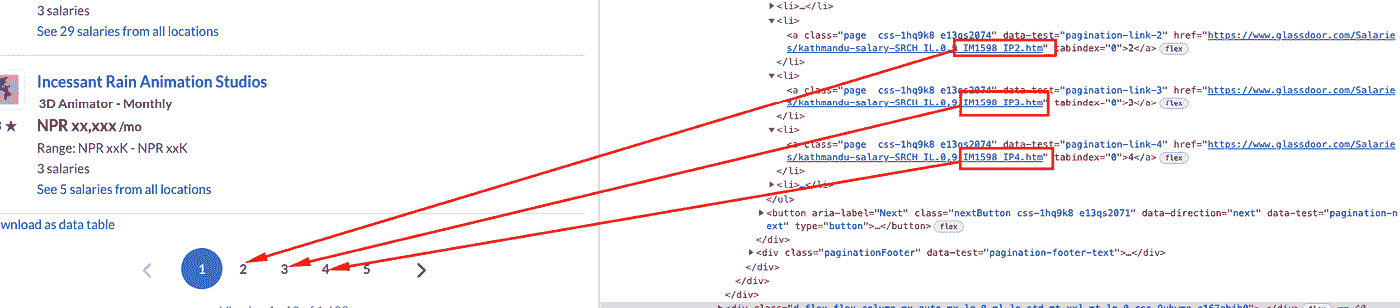 3 salaries
See 29 salaries from all locations
Incessant Rain Animation Studios
3D Animator - Monthly
NPR xx,xxx /mo
Range: NPR xxK - NPR xxK
3 salaries
See 5 salaries from all locations
wnload as data table
1 2 3 4 5
<li>…</li>
<li>
<a class="page css-1hq9k8 e13qs2074" data-test="pagination-link-2" href="https://www.glassdoor.com/Salarie
s/kathmandu-salary-SRCH_IL.0,9_IM1598_IP2.htm" tabindex="0">2</a> flex
</li>
<li>
<a class="page css-1hq9k8 e13qs2074" data-test="pagination-link-3" href="https://www.glassdoor.com/Salarie
s/kathmandu-salary-SRCH_IL.0,9_IM1598_IP3.htm" tabindex="0">3</a> flex
</li>
<li>
<a class="page css-1hq9k8 e13qs2074" data-test="pagination-link-4" href="https://www.glassdoor.com/Salarie
s/kathmandu-salary-SRCH_IL.0,9_IM1598_IP4.htm" tabindex="0">4</a> flex
</li>
<li>…</li>
</ul>
<button aria-label="Next" class="nextButton css-1hq9k8 e13qs2071" data-direction="next" data-test="pagination-n
ext" type="button">…</button> flex
</div>
<div class="paginationFooter" data-test="pagination-footer-text">…</div>
</div>
</div>
</div>